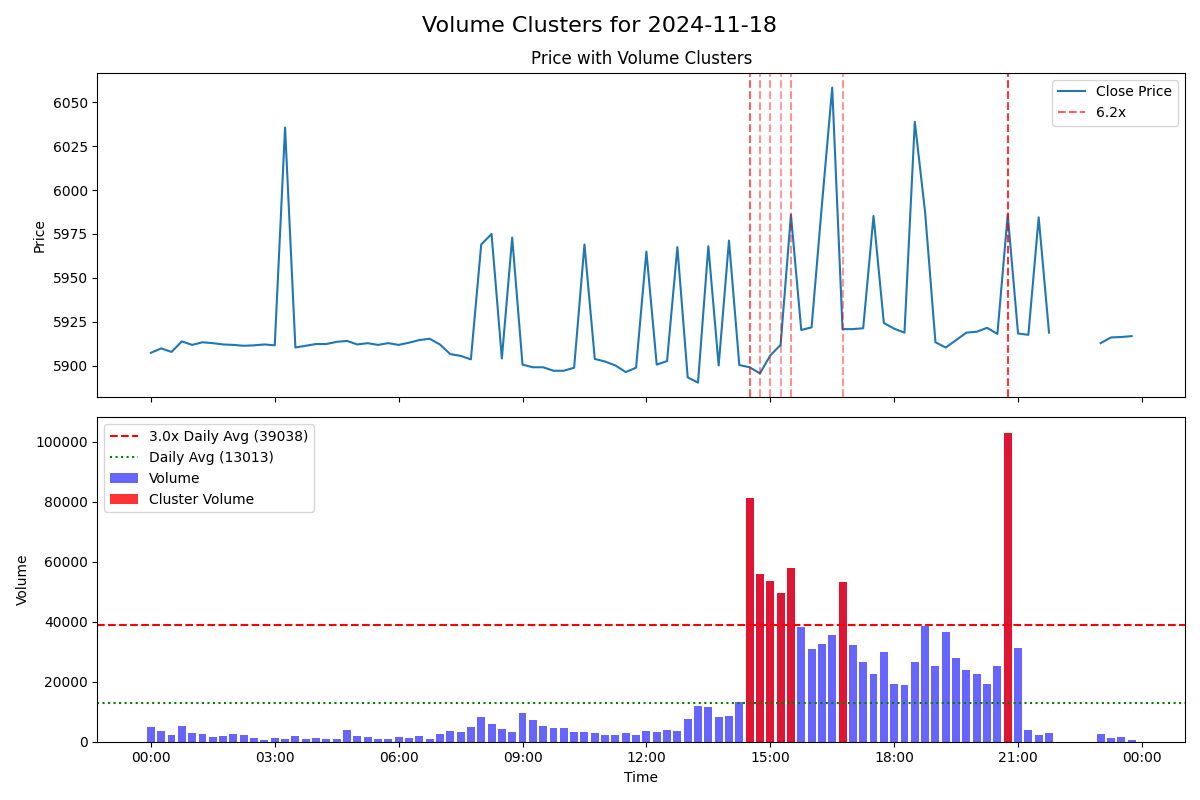 Volume Clusters for 2024-11-18
Price with Volume Clusters
Price
6050
6025
6000
5975
5950
5925
5900
Close Price
6.2x
Volume
100000
80000
60000
40000
20000
0
3.0x Daily Avg (39038)
Daily Avg (13013)
Volume
Cluster Volume
00:00 03:00 06:00 09:00 12:00 15:00 18:00 21:00 00:00
Time